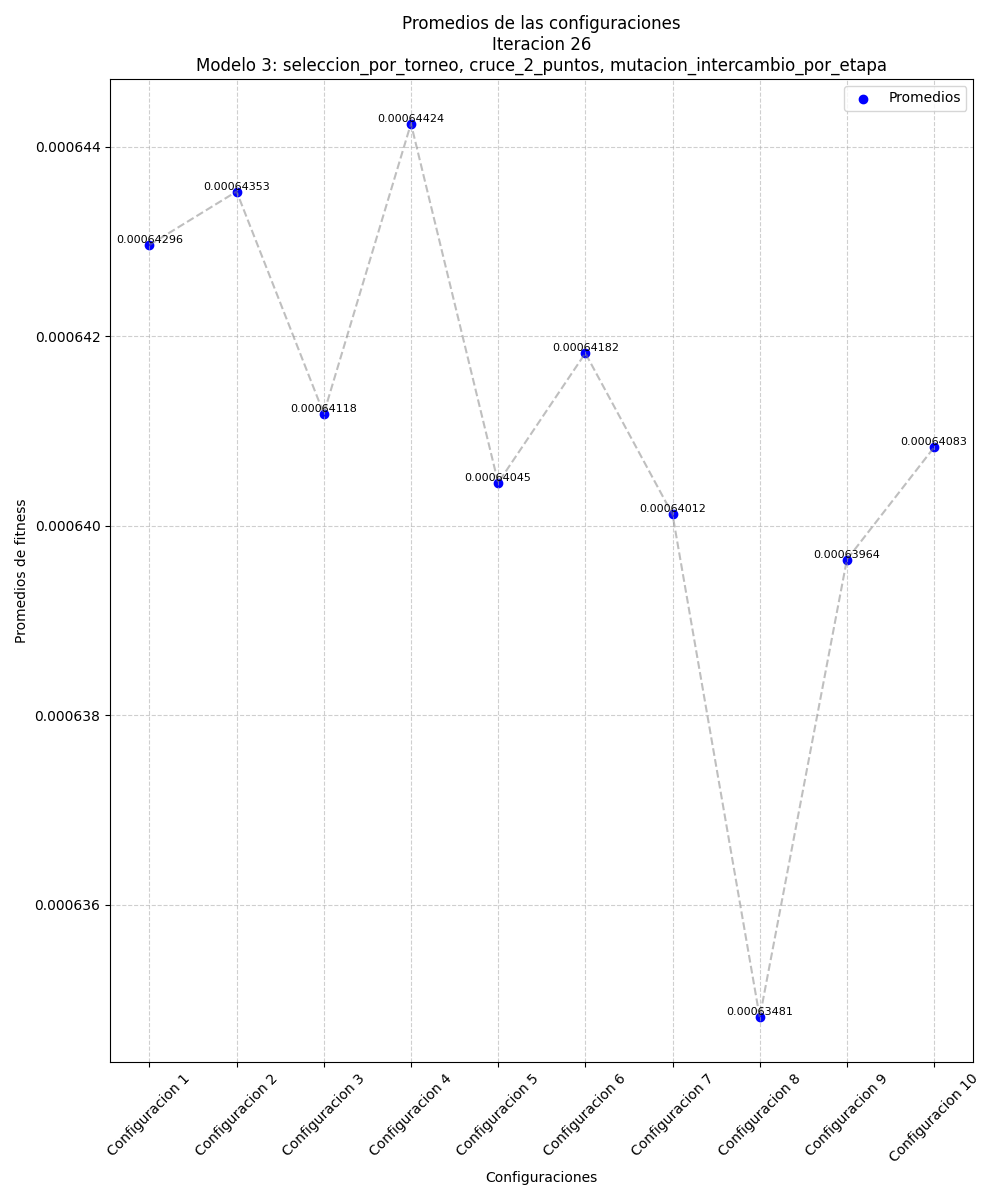 Promedios de las configuraciones
Iteracion 26
Modelo 3: seleccion_por_torneo, cruce_2_puntos, mutacion_intercambio_por_etapa
Promedios
0.000644
0.000642
0.000640
0.000638
0.000636
Promedios de fitness
0.00064296
0.00064353
0.00064118
0.00064424
0.00064045
0.00064182
0.00064012
0.00063481
0.00063964
0.00064083
Configuracion 1
Configuracion 2
Configuracion 3
Configuracion 4
Configuracion 5
Configuracion 6
Configuracion 7
Configuracion 8
Configuracion 9
Configuracion 10
Configuraciones